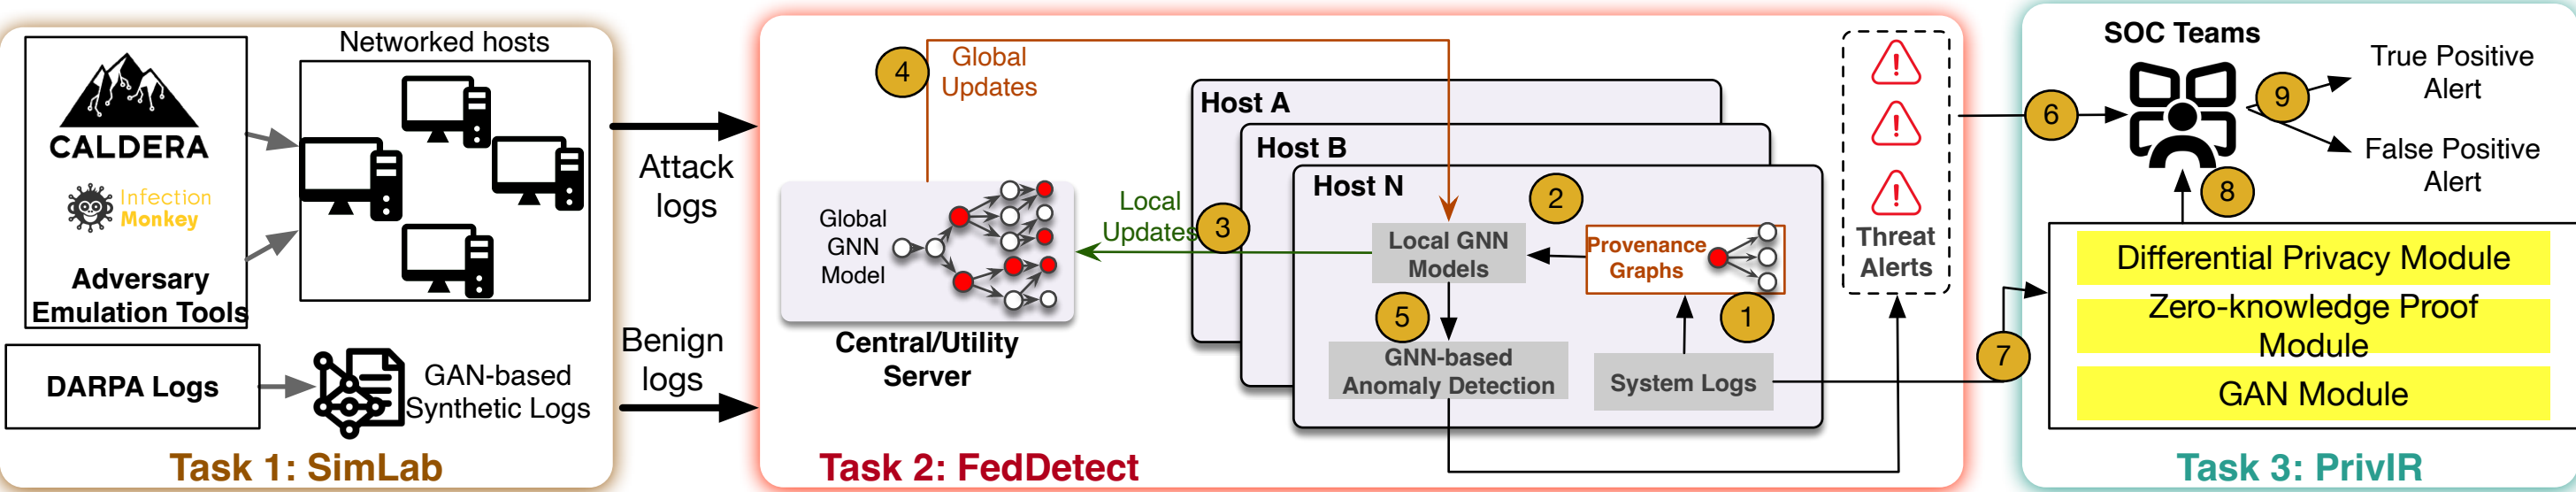 Networked hosts
CALDERA
Infection
Monkey
Adversary
Emulation Tools
DARPA Logs
GAN-based
Synthetic Logs
Task 1: SimLab
Attack
logs
Benign
logs
4
Global
Updates
Global
GNN
Model
Central/Utility
Server
Local
Updates
3
Host A
Host B
Host N
2
Local GNN
Models
Provenance
Graphs
5
1
GNN-based
Anomaly Detection
System Logs
Threat
Alerts
Task 2: FedDetect
6
7
SOC Teams
9
True Positive
Alert
False Positive
Alert
8
Differential Privacy Module
Zero-knowledge Proof
Module
GAN Module
Task 3: PrivIR